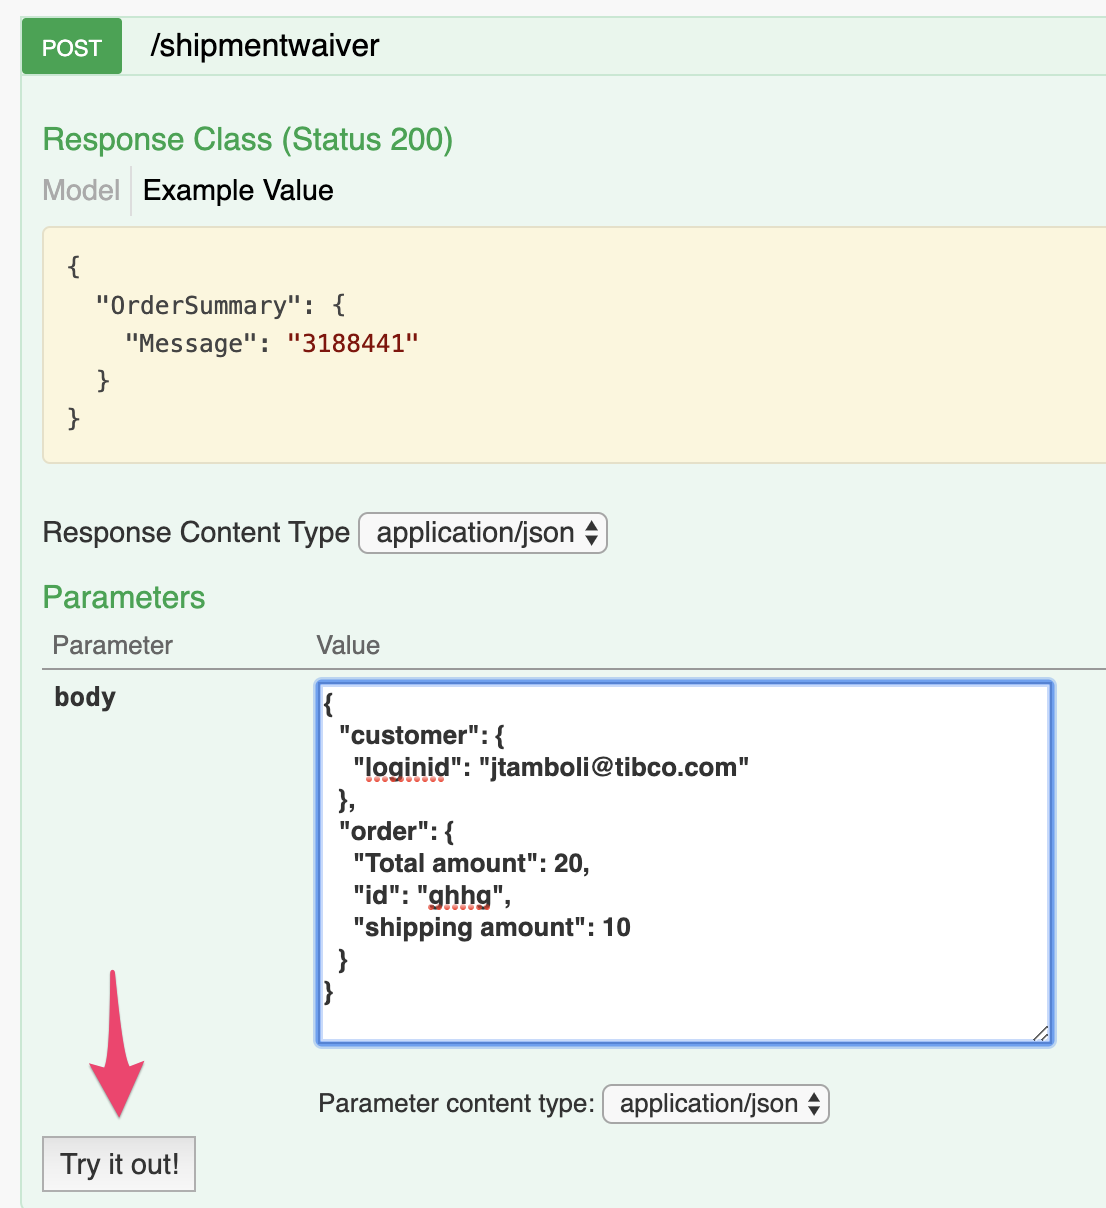 POST /shipmentwaiver
Response Class (Status 200)
Model Example Value
{
"OrderSummary": {
"Message": "3188441"
}
}
Response Content Type application/json
Parameters
Parameter Value
body
{
"customer": {
"loginid": "jtamboli@tibco.com"
},
"order": {
"Total amount": 20,
"id": "ghhg",
"shipping amount": 10
}
}
Parameter content type: application/json
Try it out!